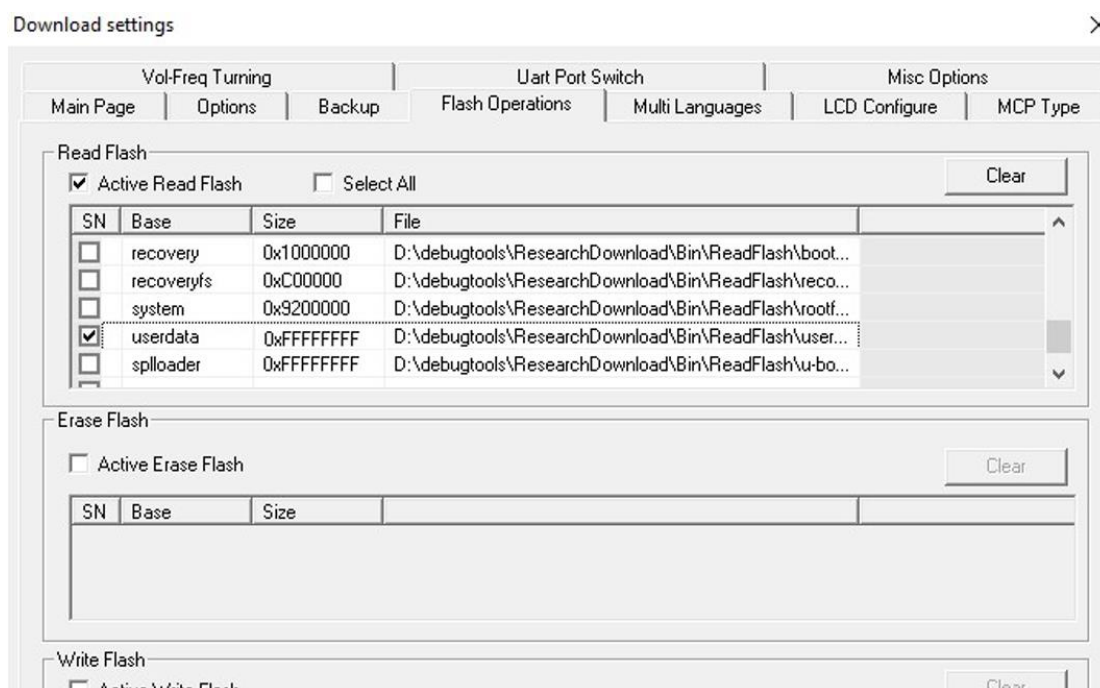 Download settings
Vol-Freq Turning Uart Port Switch Misc Options
Main Page Options Backup Flash Operations Multi Languages LCD Configure MCP Type
Read Flash
Active Read Flash Select All Clear
SN Base Size File
recovery 0x1000000 D:\debugtools\ResearchDownload\Bin\ReadFlash\boot...
recoveryfs 0xC00000 D:\debugtools\ResearchDownload\Bin\ReadFlash\reco...
system 0x9200000 D:\debugtools\ResearchDownload\Bin\ReadFlash\rootf...
userdata 0xFFFFFFFF D:\debugtools\ResearchDownload\Bin\ReadFlash\user...
splloader 0xFFFFFFFF D:\debugtools\ResearchDownload\Bin\ReadFlash\u-bo...
Erase Flash
Active Erase Flash Clear
SN Base Size
Write Flash
Active Write Flash Clear